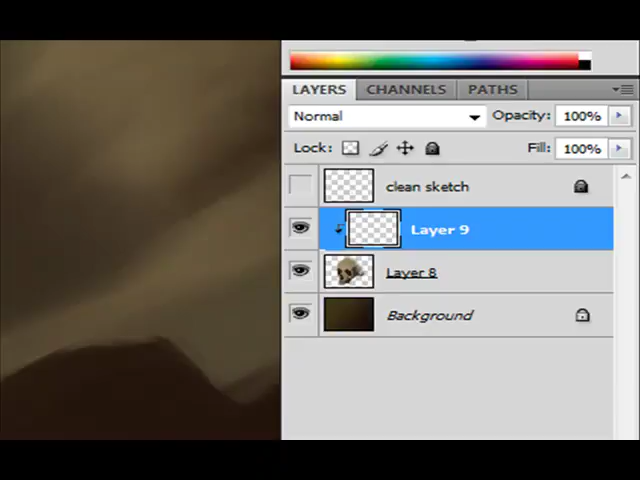 LAYERS CHANNELS PATHS
Normal Opacity: 100%
Lock: Fill: 100%
clean sketch
Layer 9
Layer 8
Background